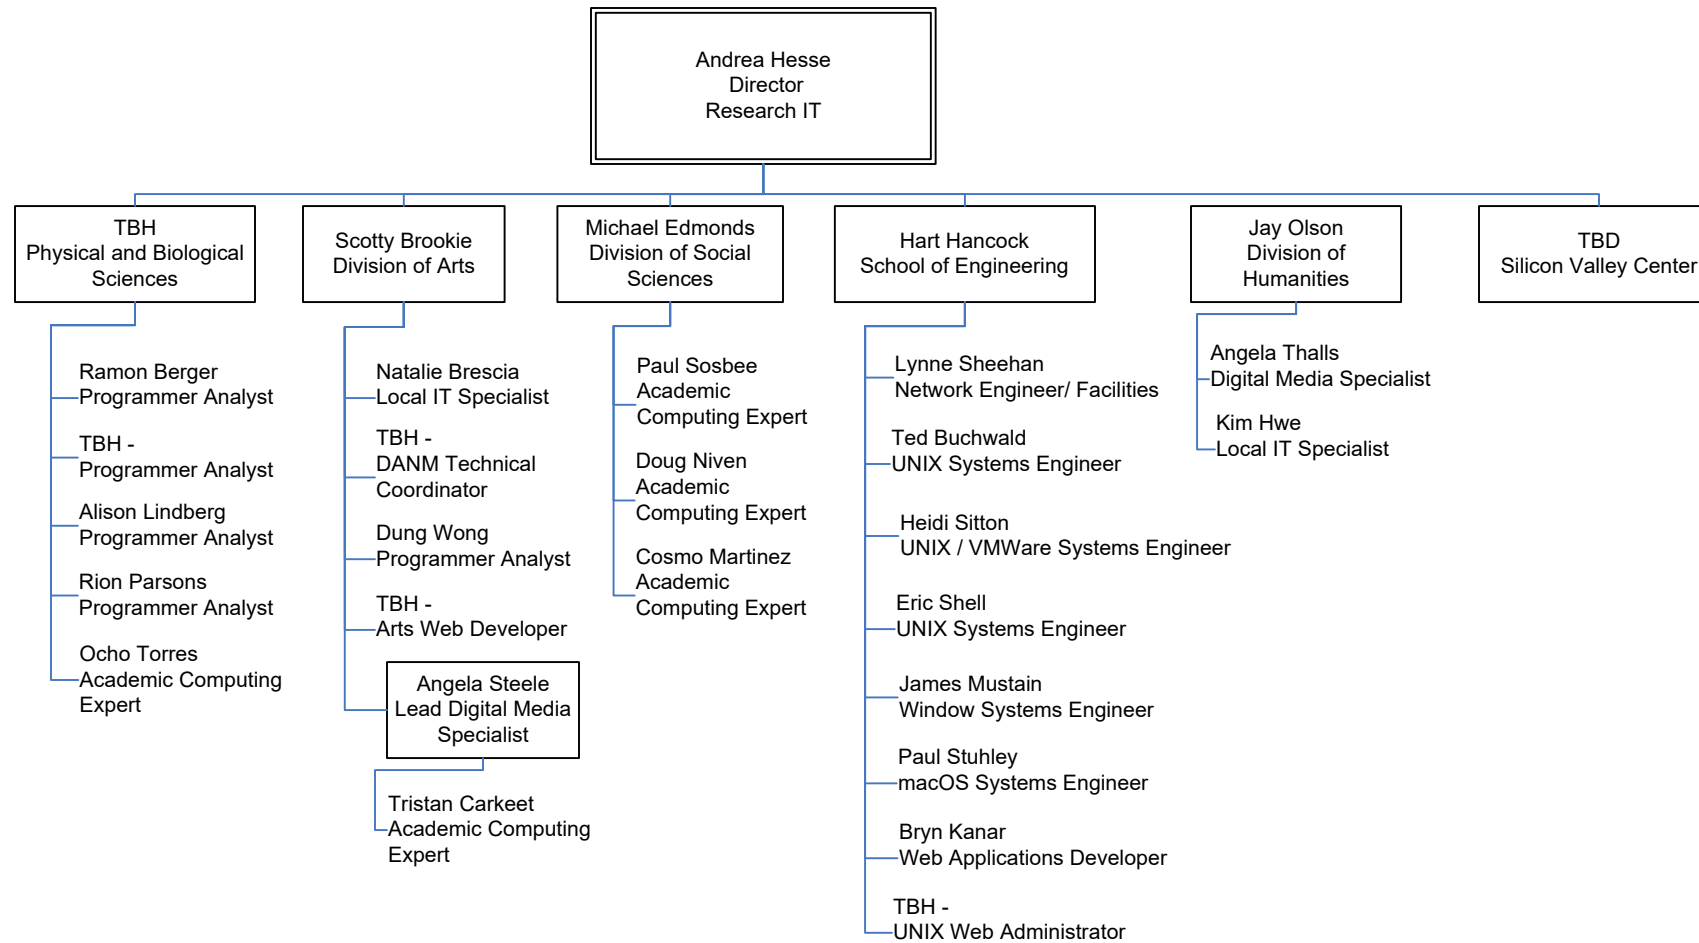 Andrea Hesse
Director
Research IT
TBH
Physical and Biological
Sciences
Ramon Berger
Programmer Analyst
TBH -
Programmer Analyst
Alison Lindberg
Programmer Analyst
Rion Parsons
Programmer Analyst
Ocho Torres
Academic Computing
Expert
Scotty Brookie
Division of Arts
Natalie Brescia
Local IT Specialist
TBH -
DANM Technical
Coordinator
Dung Wong
Programmer Analyst
TBH -
Arts Web Developer
Angela Steele
Lead Digital Media
Specialist
Tristan Carkeet
Academic Computing
Expert
Michael Edmonds
Division of Social
Sciences
Paul Sosbee
Academic
Computing Expert
Doug Niven
Academic
Computing Expert
Cosmo Martinez
Academic
Computing Expert
Hart Hancock
School of Engineering
Lynne Sheehan
Network Engineer/ Facilities
Ted Buchwald
UNIX Systems Engineer
Heidi Sitton
UNIX / VMWare Systems Engineer
Eric Shell
UNIX Systems Engineer
James Mustain
Window Systems Engineer
Paul Stuhley
macOS Systems Engineer
Bryn Kanar
Web Applications Developer
TBH -
UNIX Web Administrator
Jay Olson
Division of
Humanities
Angela Thalls
Digital Media Specialist
Kim Hwe
Local IT Specialist
TBD
Silicon Valley Center